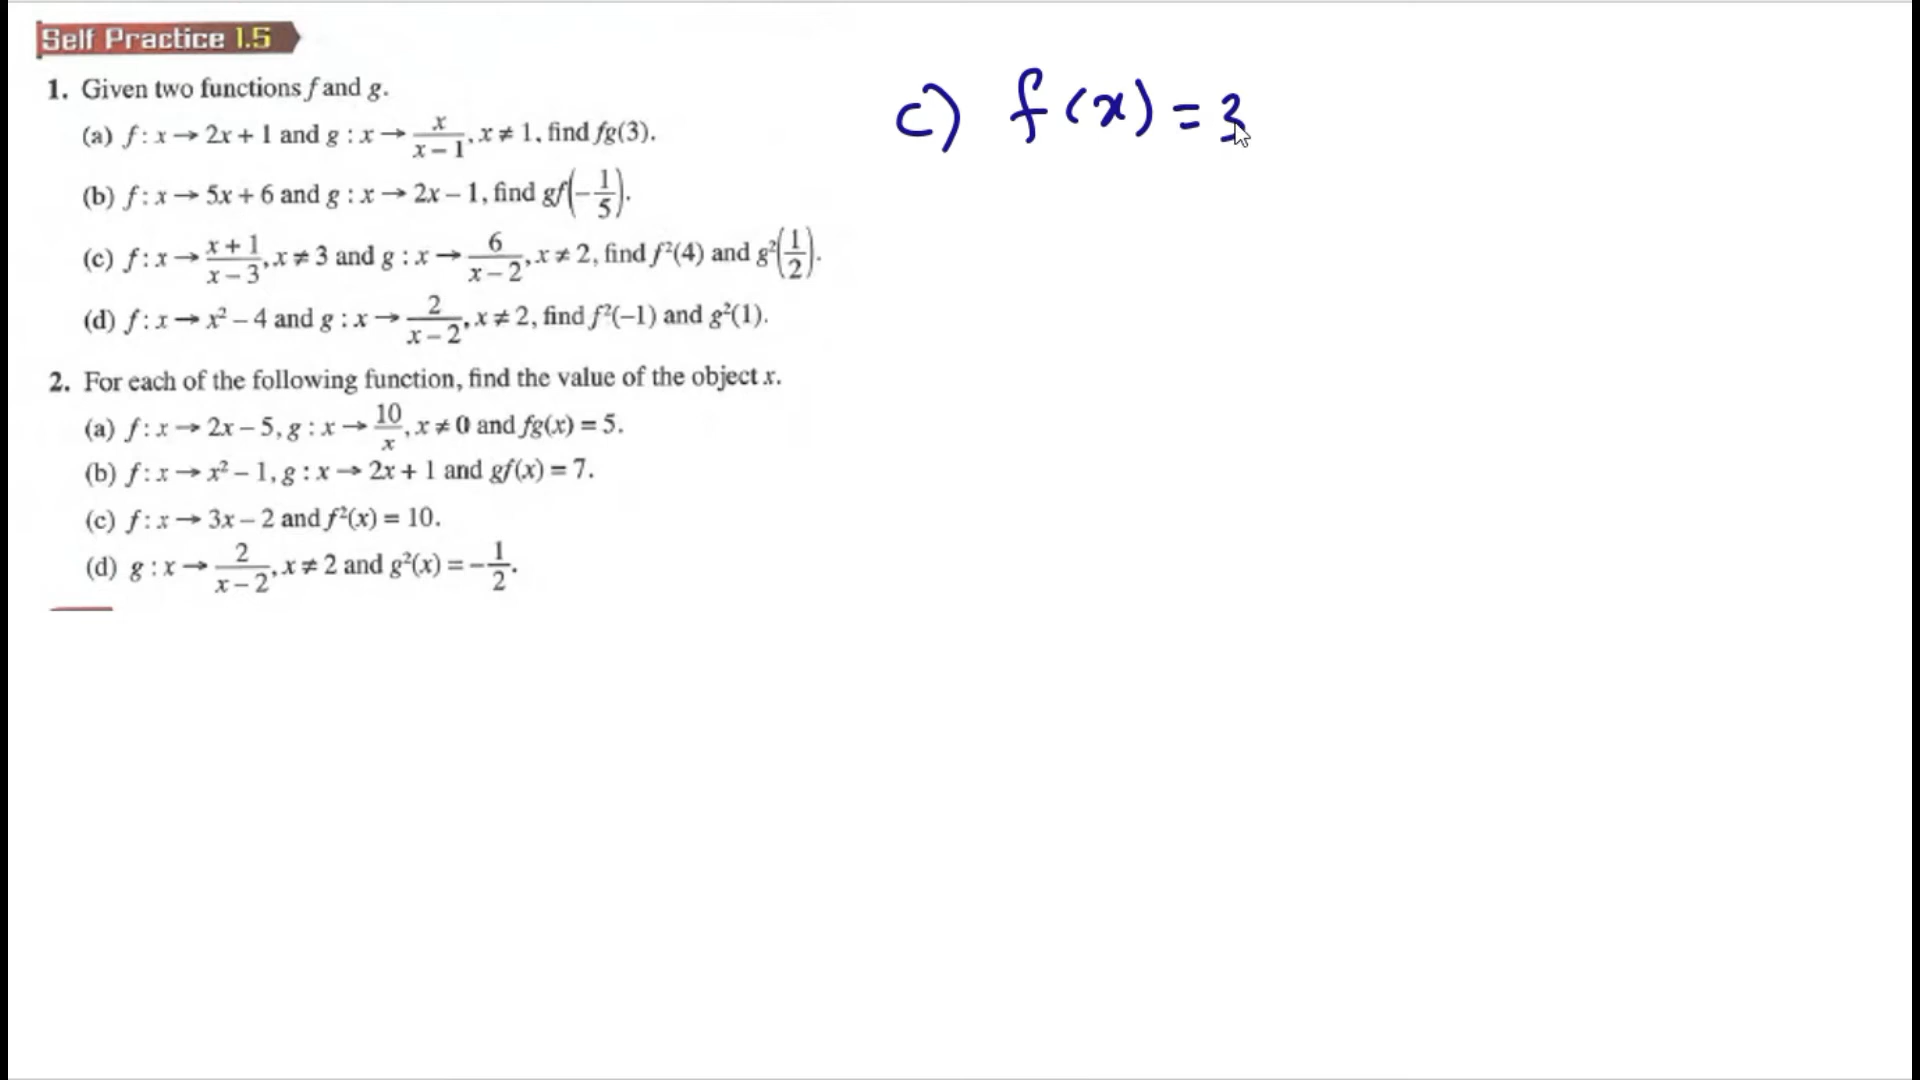 Self Practice 1.5
1. Given two functions f and g.
(a) f : x → 2x + 1 and g : x → x/(x − 1), x ≠ 1, find fg(3).
(b) f : x → 5x + 6 and g : x → 2x − 1, find gf(−1/5).
(c) f : x → (x + 1)/(x − 3), x ≠ 3 and g : x → 6/(x − 2), x ≠ 2, find f²(4) and g²(1/2).
(d) f : x → x² − 4 and g : x → 2/(x − 2), x ≠ 2, find f²(−1) and g²(1).
2. For each of the following function, find the value of the object x.
(a) f : x → 2x − 5, g : x → 10/x, x ≠ 0 and fg(x) = 5.
(b) f : x → x² − 1, g : x → 2x + 1 and gf(x) = 7.
(c) f : x → 3x − 2 and f²(x) = 10.
(d) g : x → 2/(x − 2), x ≠ 2 and g²(x) = −1/2.
c) f(x) = 3